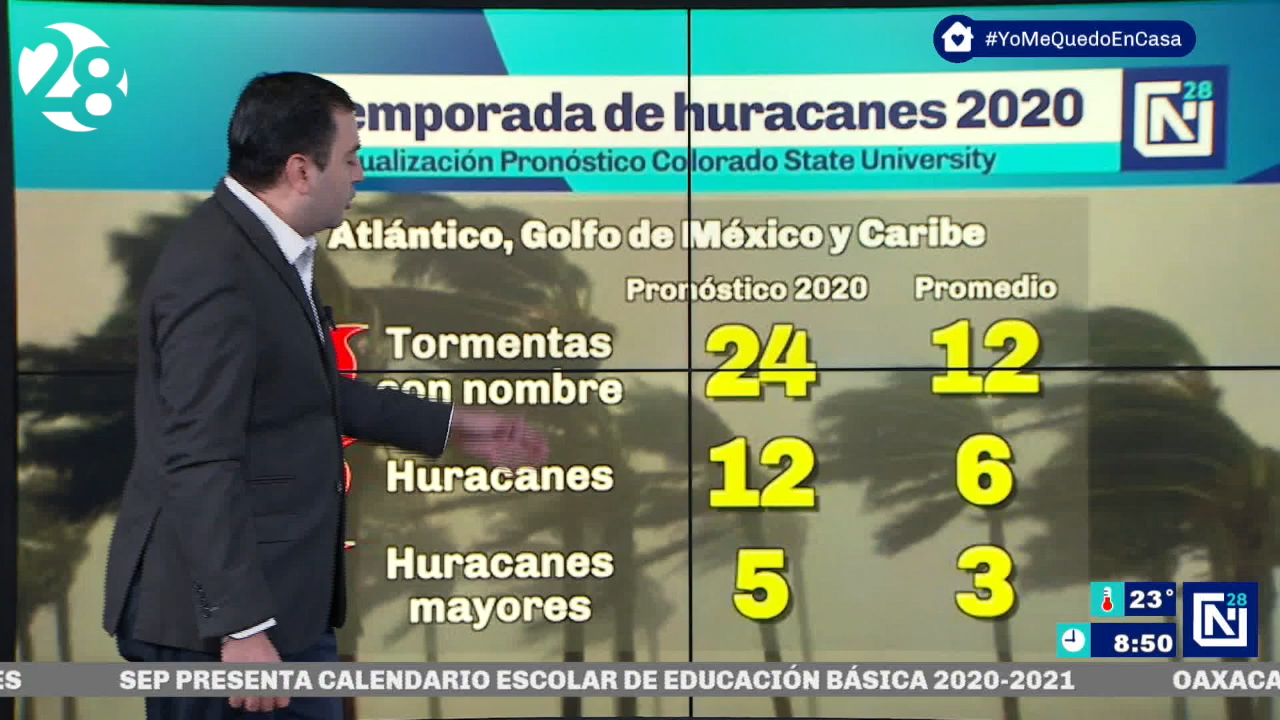 28
#YoMeQuedoEnCasa
emporada de huracanes 2020
N 28
ualización Pronóstico Colorado State University
Atlántico, Golfo de México y Caribe
Pronóstico 2020 Promedio
Tormentas
con nombre 24 12
Huracanes 12 6
Huracanes
mayores 5 3
23°
8:50
N 28
ES SEP PRESENTA CALENDARIO ESCOLAR DE EDUCACIÓN BÁSICA 2020-2021 OAXACA